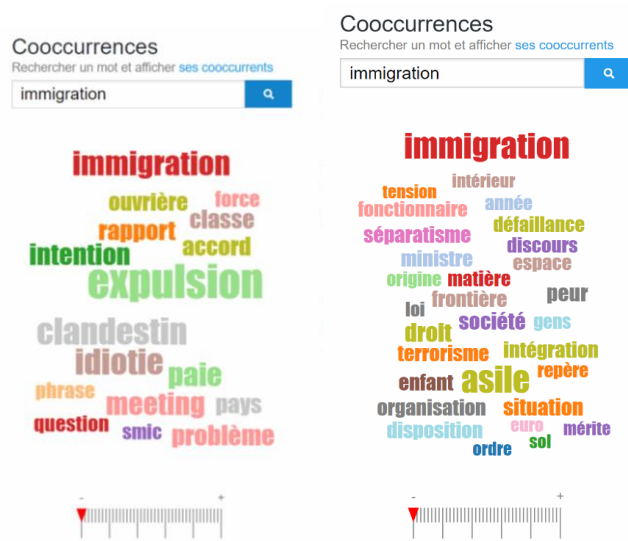 Cooccurrences
Rechercher un mot et afficher ses cooccurrents
immigration
immigration
ouvrière force
rapport classe
intention accord
expulsion
clandestin
idiotie paie
phrase meeting pays
question smic problème
- +
Cooccurrences
Rechercher un mot et afficher ses cooccurrents
immigration
immigration
tension intérieur
fonctionnaire année
séparatisme défaillance
discours
ministre espace
origine matière
loi frontière peur
droit société gens
terrorisme intégration
enfant asile repère
organisation situation
disposition euro mérite
ordre sol
- +